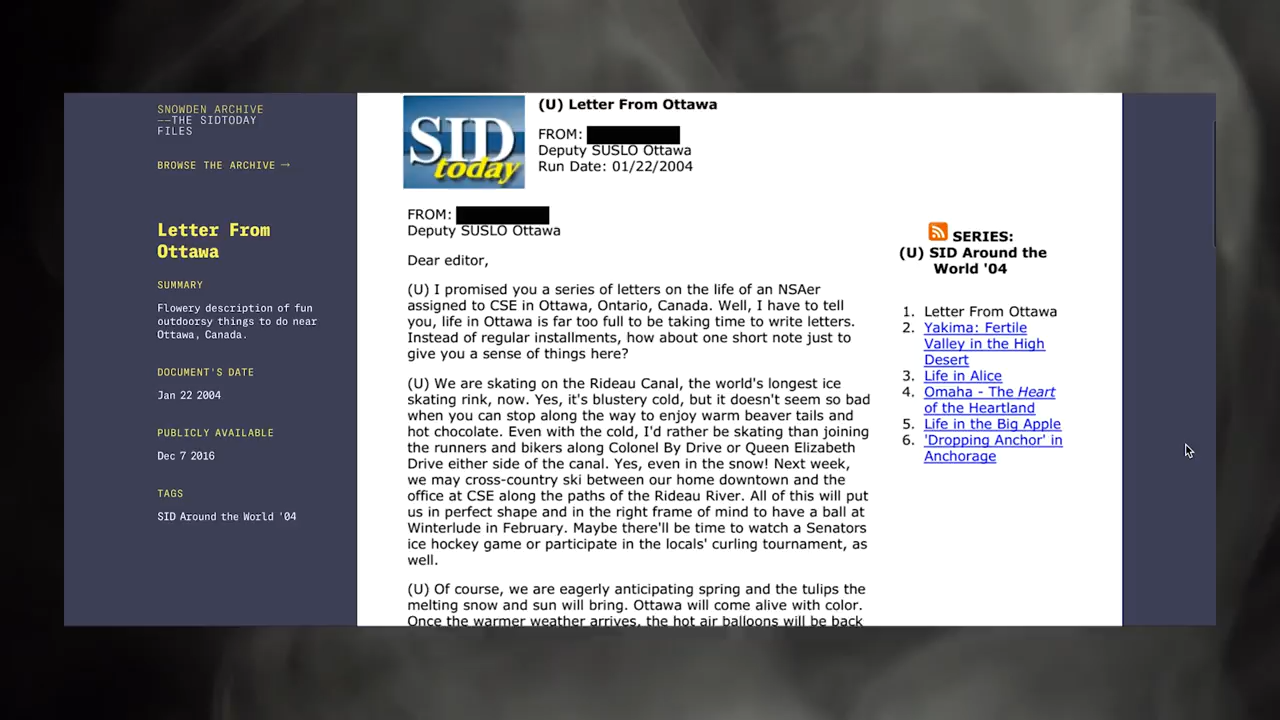 SNOWDEN ARCHIVE
——THE SIDTODAY
FILES
BROWSE THE ARCHIVE →
Letter From
Ottawa
SUMMARY
Flowery description of fun
outdoorsy things to do near
Ottawa, Canada.
DOCUMENT'S DATE
Jan 22 2004
PUBLICLY AVAILABLE
Dec 7 2016
TAGS
SID Around the World '04
SID
today
(U) Letter From Ottawa
FROM:
Deputy SUSLO Ottawa
Run Date: 01/22/2004
FROM:
Deputy SUSLO Ottawa
Dear editor,
(U) I promised you a series of letters on the life of an NSAer
assigned to CSE in Ottawa, Ontario, Canada. Well, I have to tell
you, life in Ottawa is far too full to be taking time to write letters.
Instead of regular installments, how about one short note just to
give you a sense of things here?
(U) We are skating on the Rideau Canal, the world's longest ice
skating rink, now. Yes, it's blustery cold, but it doesn't seem so bad
when you can stop along the way to enjoy warm beaver tails and
hot chocolate. Even with the cold, I'd rather be skating than joining
the runners and bikers along Colonel By Drive or Queen Elizabeth
Drive either side of the canal. Yes, even in the snow! Next week,
we may cross-country ski between our home downtown and the
office at CSE along the paths of the Rideau River. All of this will put
us in perfect shape and in the right frame of mind to have a ball at
Winterlude in February. Maybe there'll be time to watch a Senators
ice hockey game or participate in the locals' curling tournament, as
well.
(U) Of course, we are eagerly anticipating spring and the tulips the
melting snow and sun will bring. Ottawa will come alive with color.
Once the warmer weather arrives, the hot air balloons will be back
SERIES:
(U) SID Around the
World '04
1. Letter From Ottawa
2. Yakima: Fertile
Valley in the High
Desert
3. Life in Alice
4. Omaha - The Heart
of the Heartland
5. Life in the Big Apple
6. 'Dropping Anchor' in
Anchorage